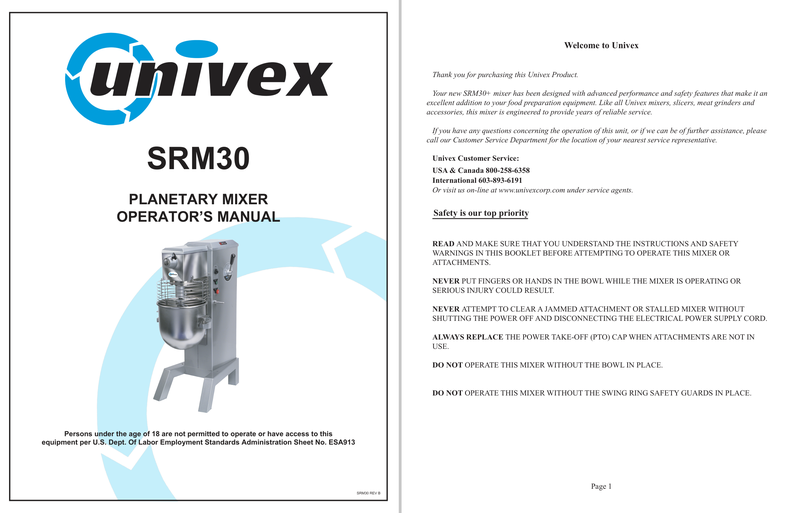 univex
SRM30
PLANETARY MIXER
OPERATOR'S MANUAL
Persons under the age of 18 are not permitted to operate or have access to this
equipment per U.S. Dept. Of Labor Employment Standards Administration Sheet No. ESA913
SRM30 REV B
Welcome to Univex
Thank you for purchasing this Univex Product.
Your new SRM30+ mixer has been designed with advanced performance and safety features that make it an
excellent addition to your food preparation equipment. Like all Univex mixers, slicers, meat grinders and
accessories, this mixer is engineered to provide years of reliable service.
If you have any questions concerning the operation of this unit, or if we can be of further assistance, please
call our Customer Service Department for the location of your nearest service representative.
Univex Customer Service:
USA & Canada 800-258-6358
International 603-893-6191
Or visit us on-line at www.univexcorp.com under service agents.
Safety is our top priority
READ AND MAKE SURE THAT YOU UNDERSTAND THE INSTRUCTIONS AND SAFETY
WARNINGS IN THIS BOOKLET BEFORE ATTEMPTING TO OPERATE THIS MIXER OR
ATTACHMENTS.
NEVER PUT FINGERS OR HANDS IN THE BOWL WHILE THE MIXER IS OPERATING OR
SERIOUS INJURY COULD RESULT.
NEVER ATTEMPT TO CLEAR A JAMMED ATTACHMENT OR STALLED MIXER WITHOUT
SHUTTING THE POWER OFF AND DISCONNECTING THE ELECTRICAL POWER SUPPLY CORD.
ALWAYS REPLACE THE POWER TAKE-OFF (PTO) CAP WHEN ATTACHMENTS ARE NOT IN
USE.
DO NOT OPERATE THIS MIXER WITHOUT THE BOWL IN PLACE.
DO NOT OPERATE THIS MIXER WITHOUT THE SWING RING SAFETY GUARDS IN PLACE.
Page 1